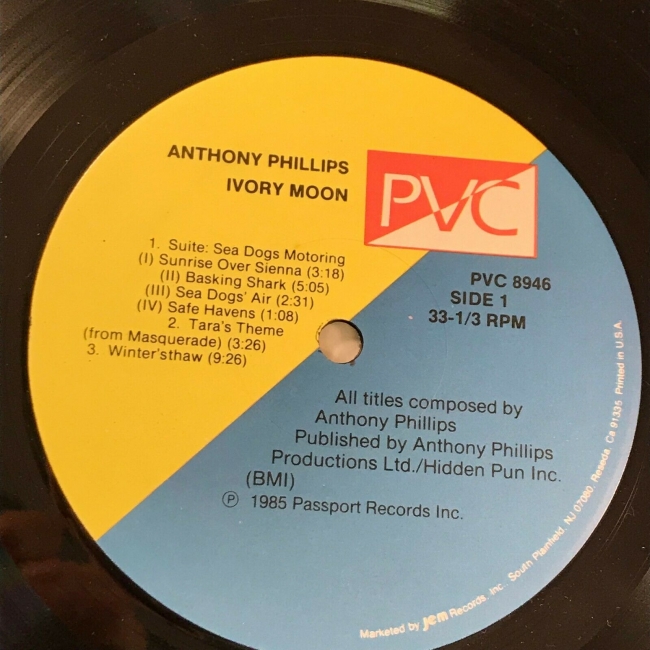 ANTHONY PHILLIPS
IVORY MOON
PVC
1. Suite: Sea Dogs Motoring
(I) Sunrise Over Sienna (3:18)
(II) Basking Shark (5:05)
(III) Sea Dogs' Air (2:31)
(IV) Safe Havens (1:08)
2. Tara's Theme
(from Masquerade) (3:26)
3. Winter'sthaw (9:26)
PVC 8946
SIDE 1
33-1/3 RPM
All titles composed by
Anthony Phillips
Published by Anthony Phillips
Productions Ltd./Hidden Pun Inc.
(BMI)
Ⓟ 1985 Passport Records Inc.
Marketed by jem Records, Inc. South Plainfield, NJ 07080, Reseda, Ca 91335 Printed in U.S.A.